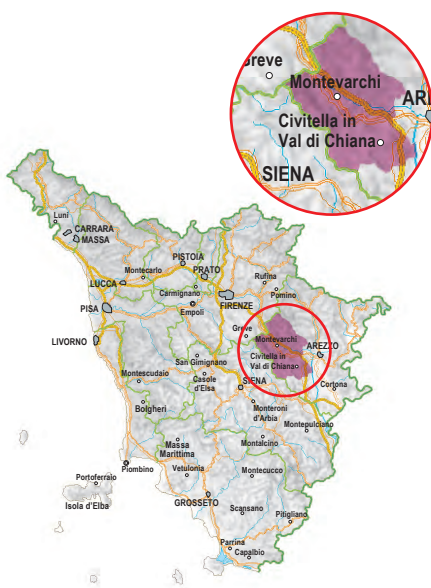 Greve
Montevarchi
AR
Civitella in
Val di Chiana
SIENA
Luni
CARRARA
MASSA
PISTOIA
Montecarlo
PRATO
LUCCA
Rufina
Carmignano
Pomino
PISA
FIRENZE
Empoli
Greve
LIVORNO
Montevarchi
AREZZO
San Gimignano
Civitella in
Val di Chiana
Montescudaio
Casole
d'Elsa
SIENA
Cortona
Bolgheri
Monteroni
d'Arbia
Montepulciano
Massa
Marittima
Montalcino
Piombino
Vetulonia
Montecucco
Portoferraio
Isola d'Elba
GROSSETO
Scansano
Pitigliano
Parrina
Capalbio